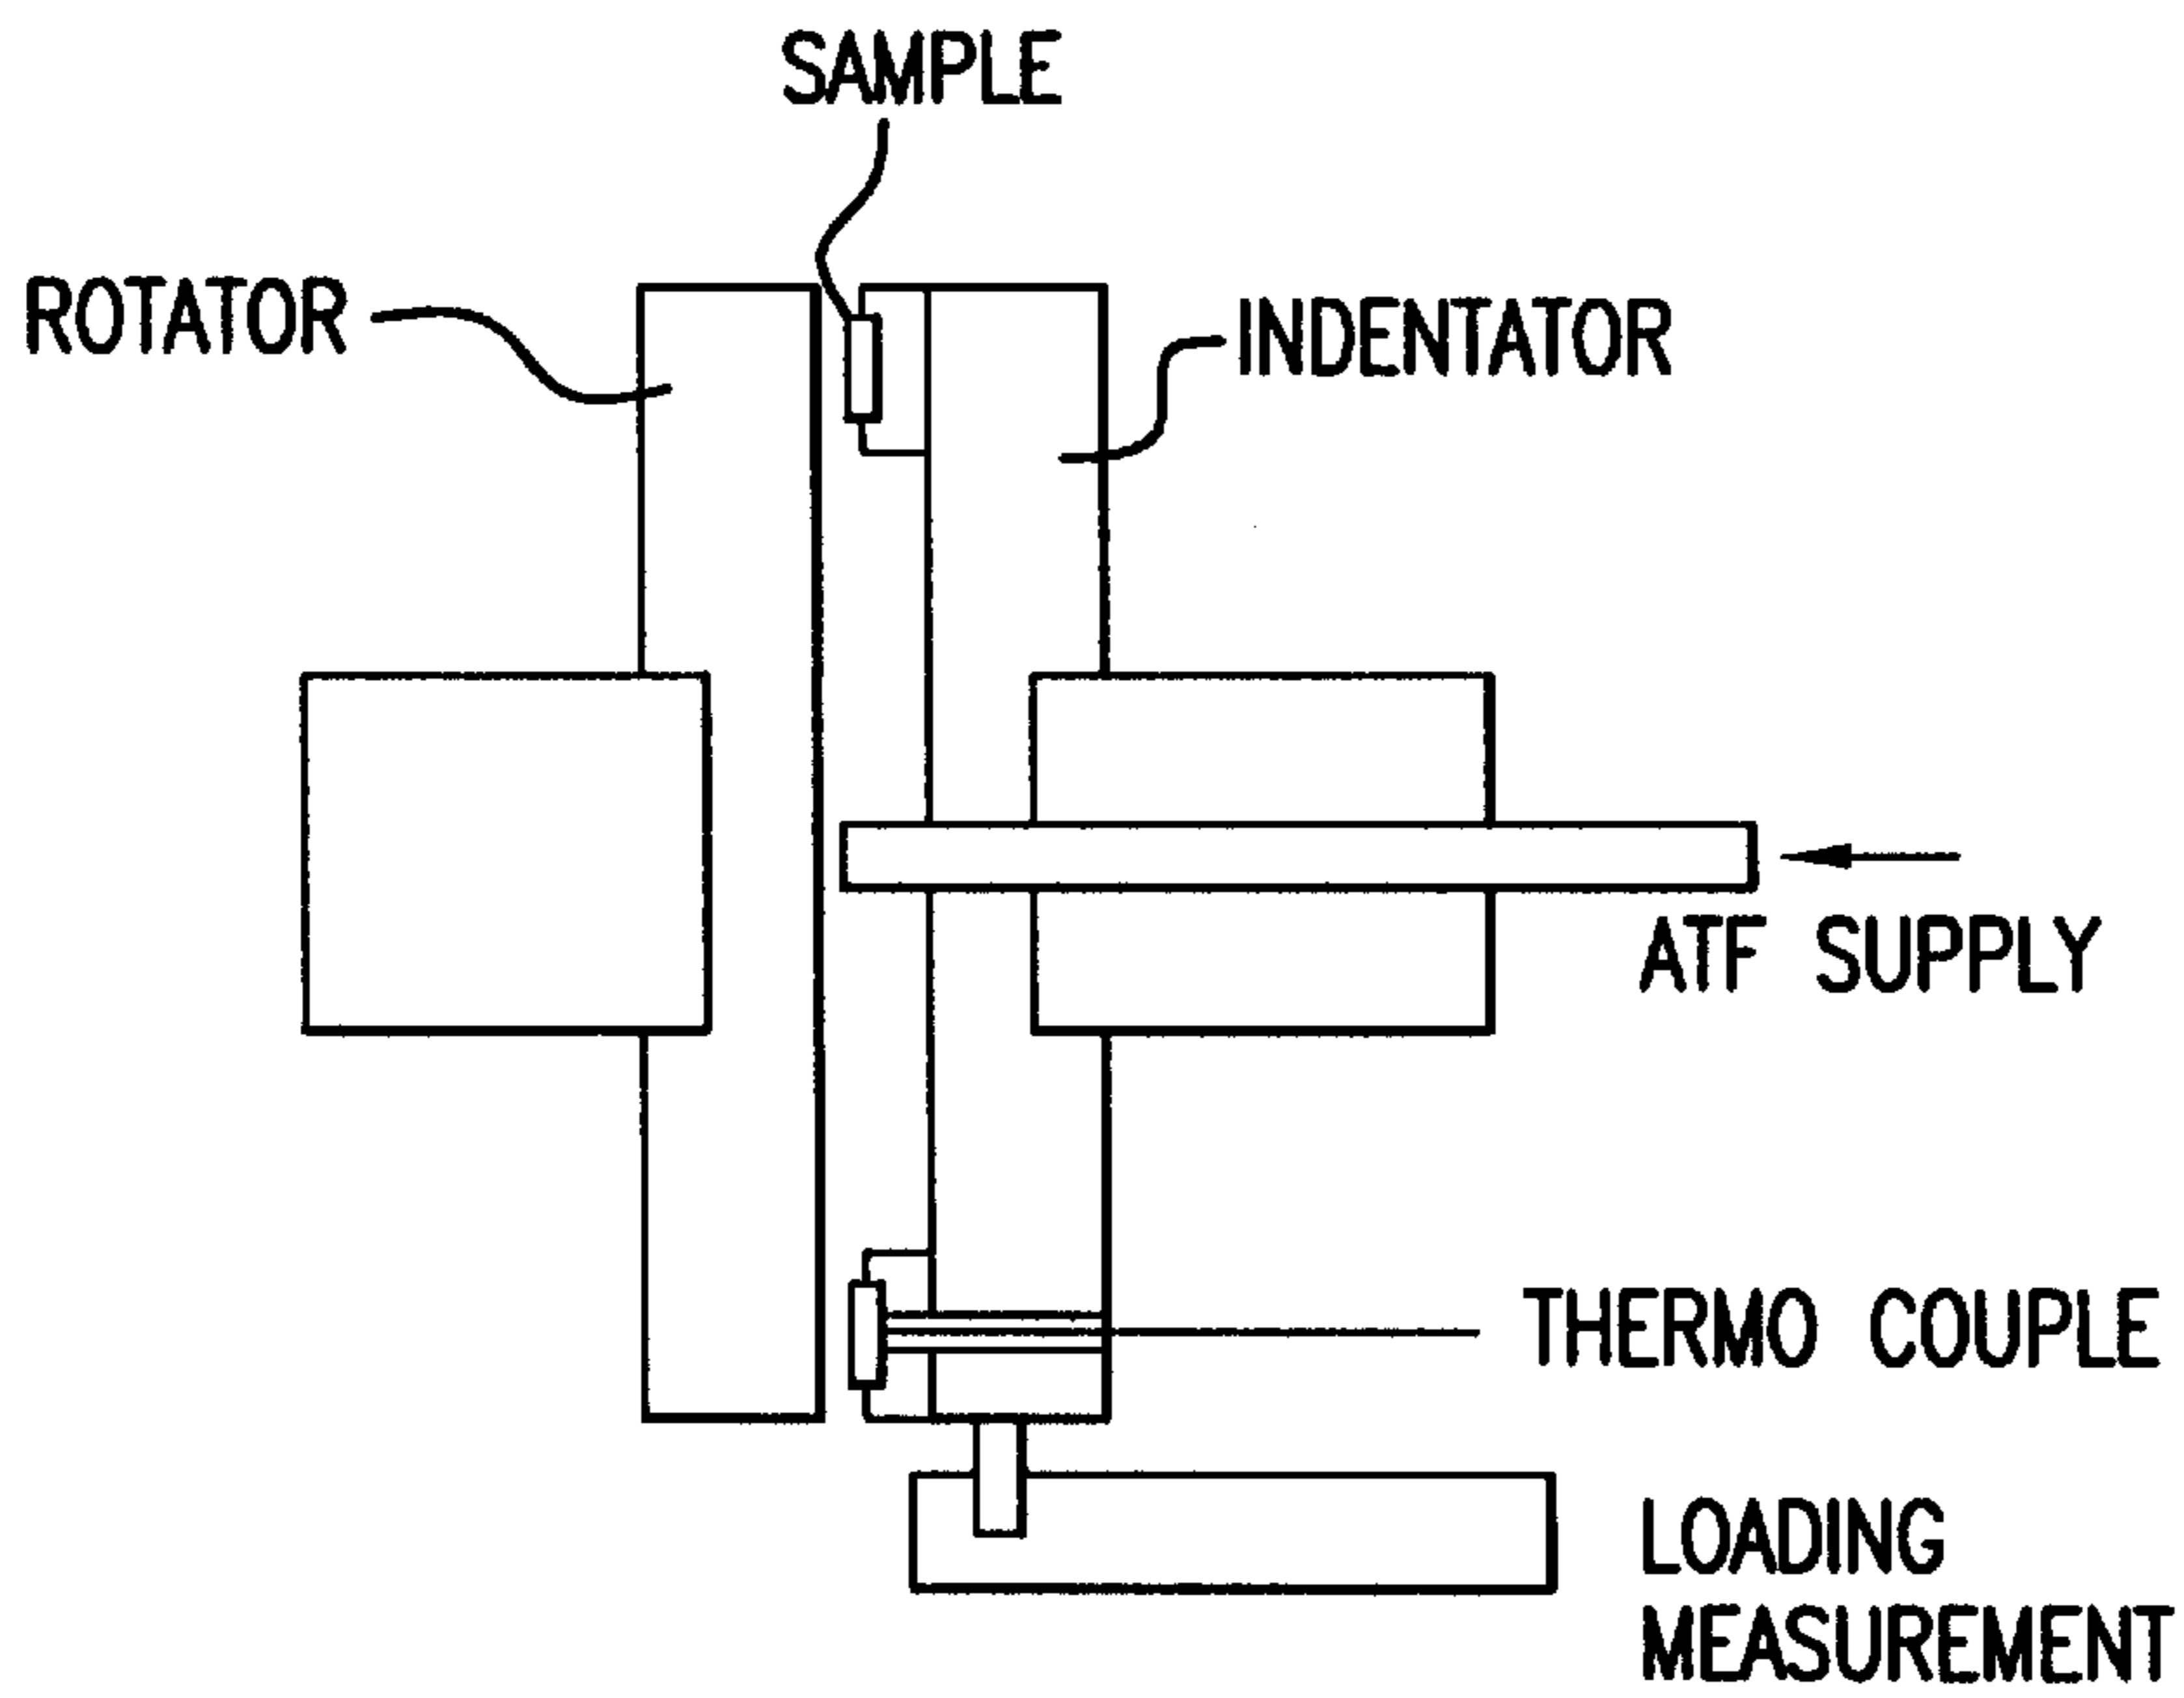 SAMPLE
ROTATOR
INDENTATOR
ATF SUPPLY
THERMO COUPLE
LOADING
MEASUREMENT